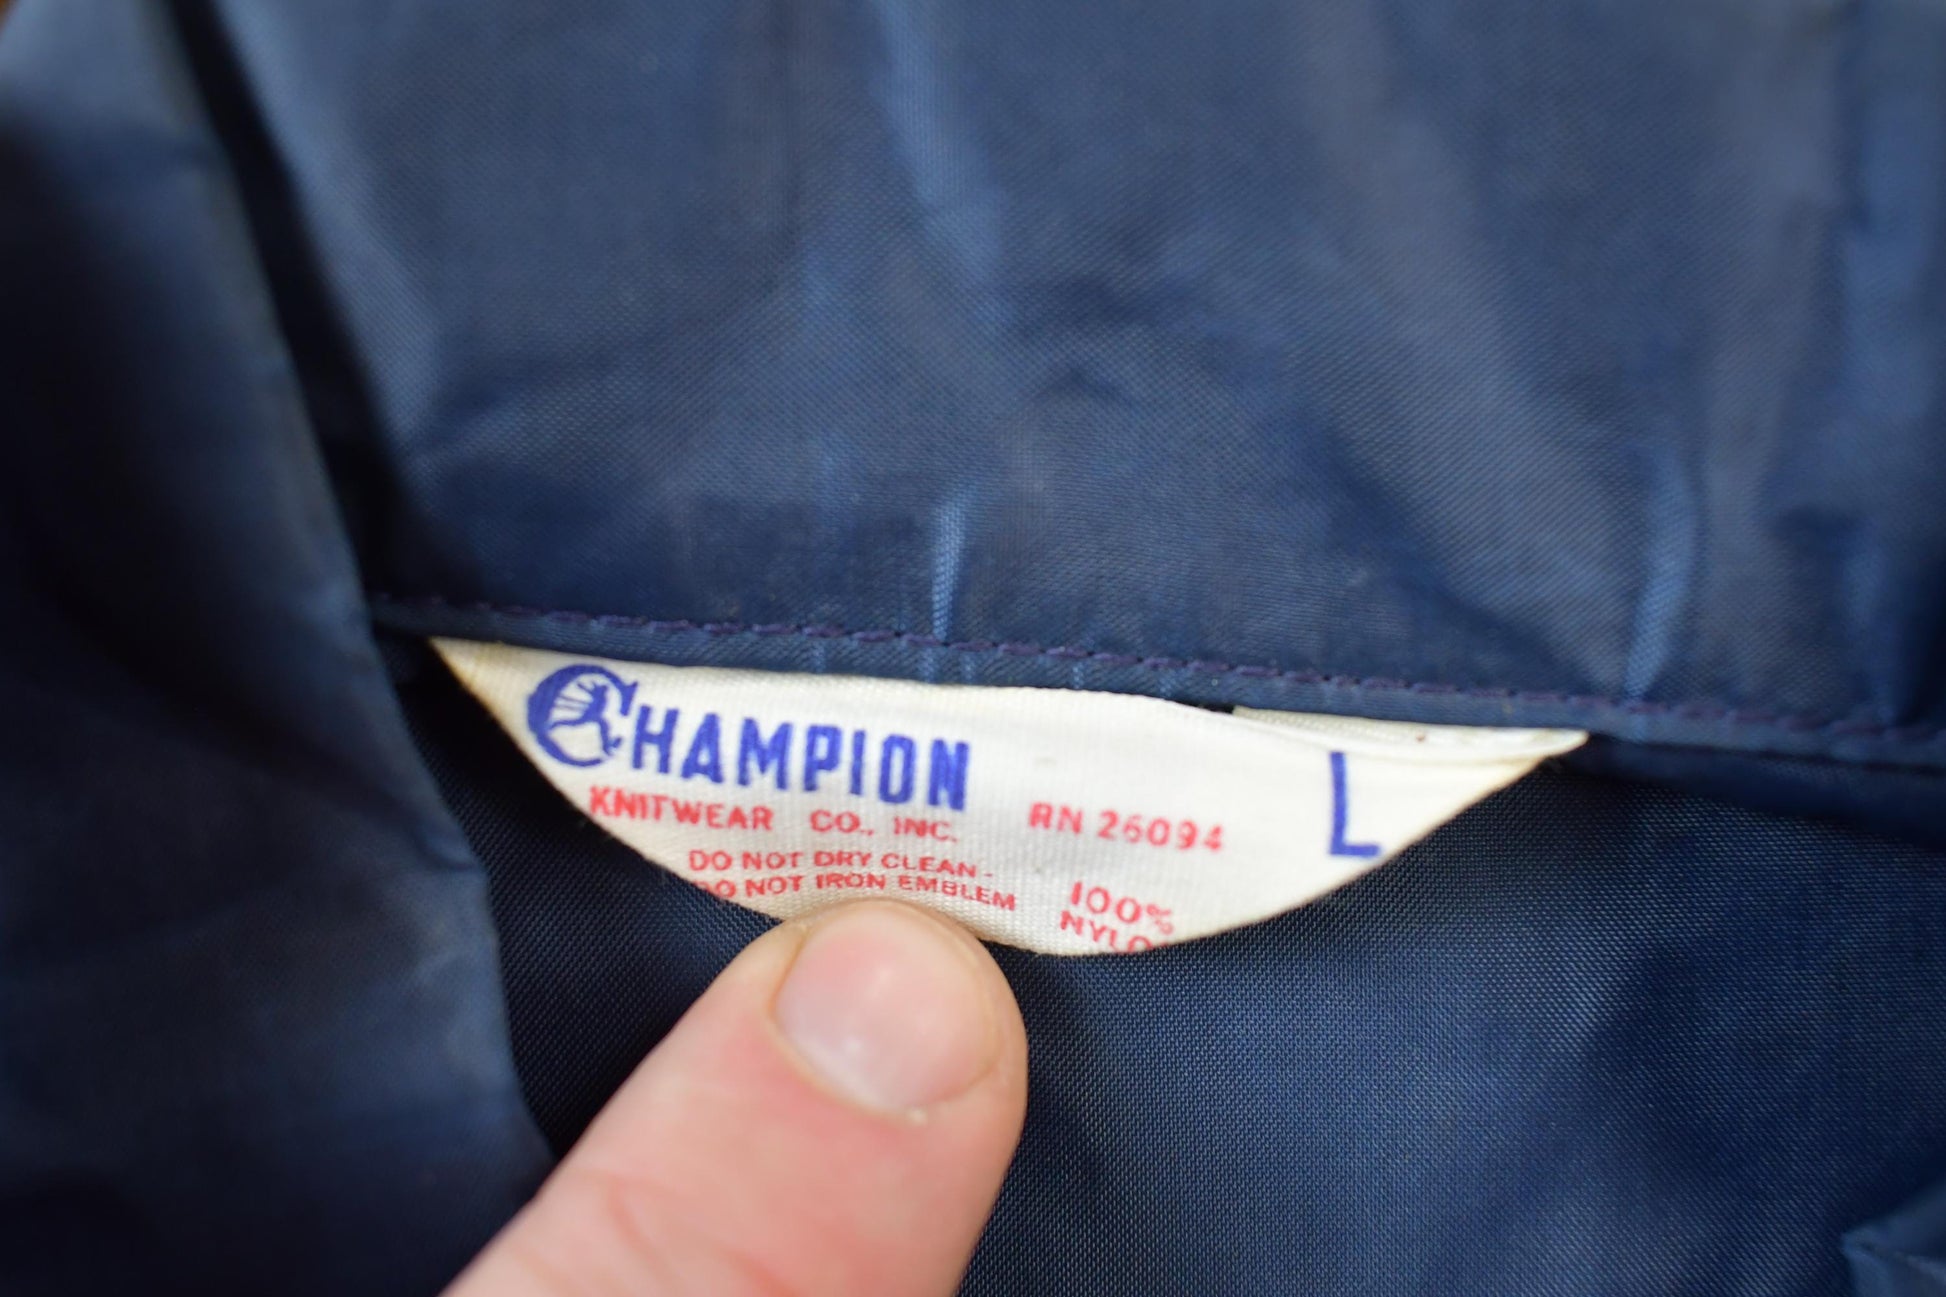 CHAMPION
KNITWEAR CO., INC.
RN 26094
L
DO NOT DRY CLEAN-
DO NOT IRON EMBLEM
100%